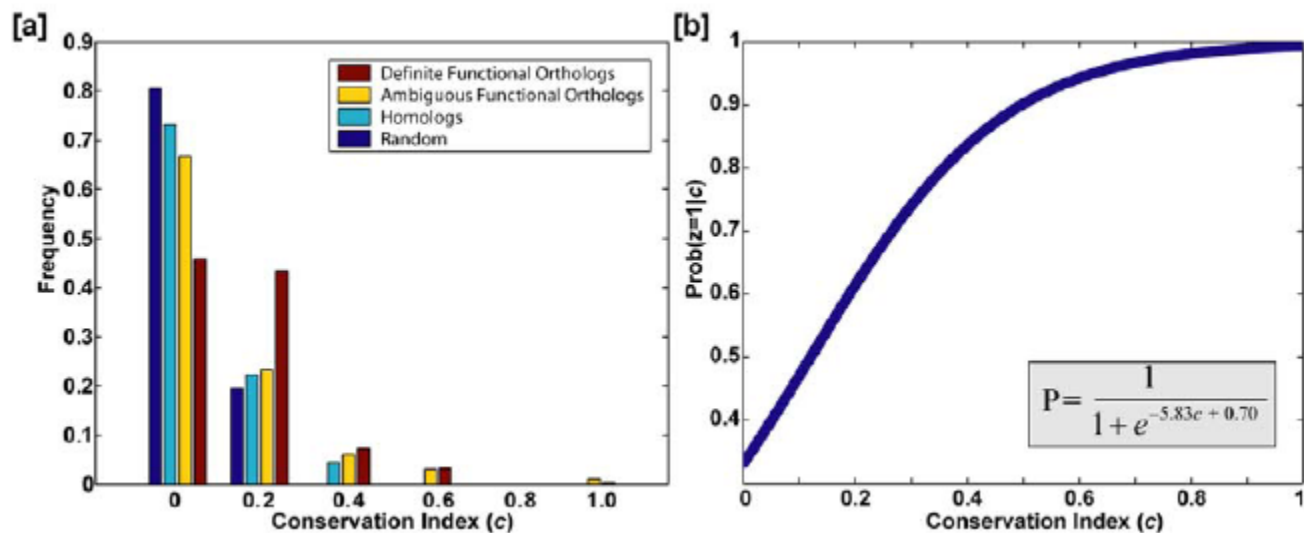 [a]
0.9
0.8
0.7
0.6
0.5
0.4
0.3
0.2
0.1
0
Frequency
Definite Functional Orthologs
Ambiguous Functional Orthologs
Homologs
Random
0 0.2 0.4 0.6 0.8 1.0
Conservation Index (c)
[b]
1
0.9
0.8
0.7
0.6
0.5
0.4
Prob(z=1|c)
P= 1 / 1 + e^−5.83c + 0.70
0 0.2 0.4 0.6 0.8 1
Conservation Index (c)